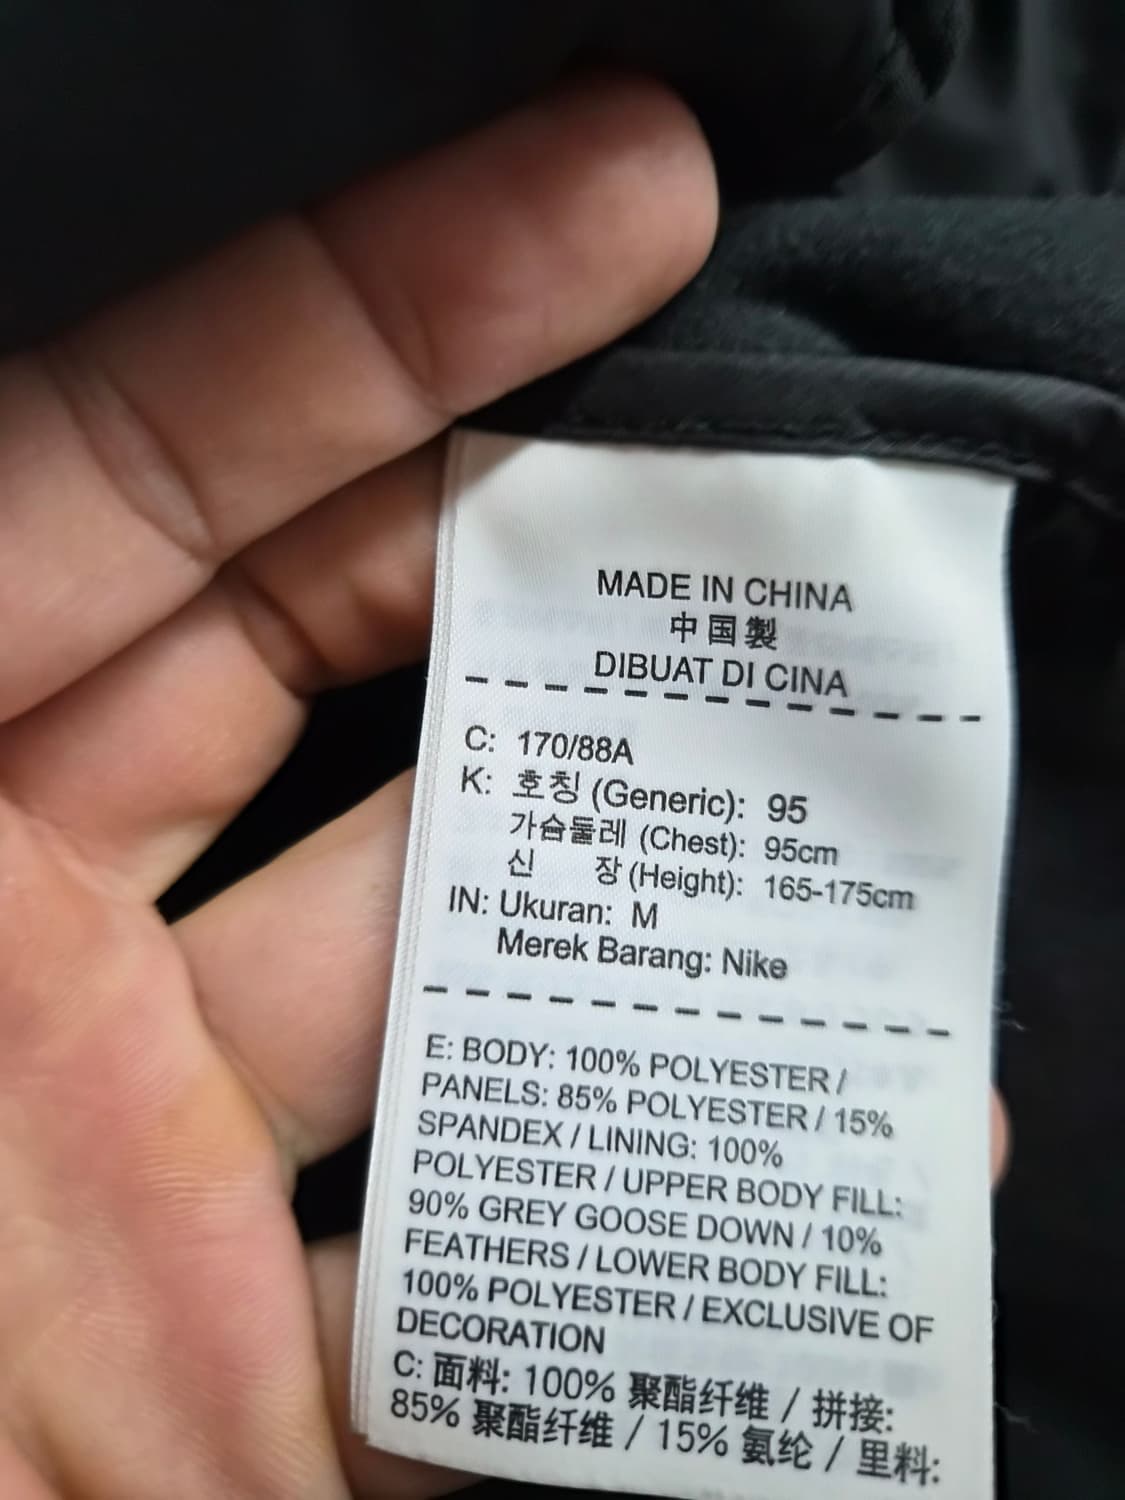 MADE IN CHINA
中国製
DIBUAT DI CINA
C: 170/88A
K: 호칭 (Generic): 95
가슴둘레 (Chest): 95cm
신 장 (Height): 165-175cm
IN: Ukuran: M
Merek Barang: Nike
E: BODY: 100% POLYESTER /
PANELS: 85% POLYESTER / 15%
SPANDEX / LINING: 100%
POLYESTER / UPPER BODY FILL:
90% GREY GOOSE DOWN / 10%
FEATHERS / LOWER BODY FILL:
100% POLYESTER / EXCLUSIVE OF
DECORATION
C: 面料: 100% 聚酯纤维 / 拼接:
85% 聚酯纤维 / 15% 氨纶 / 里料: